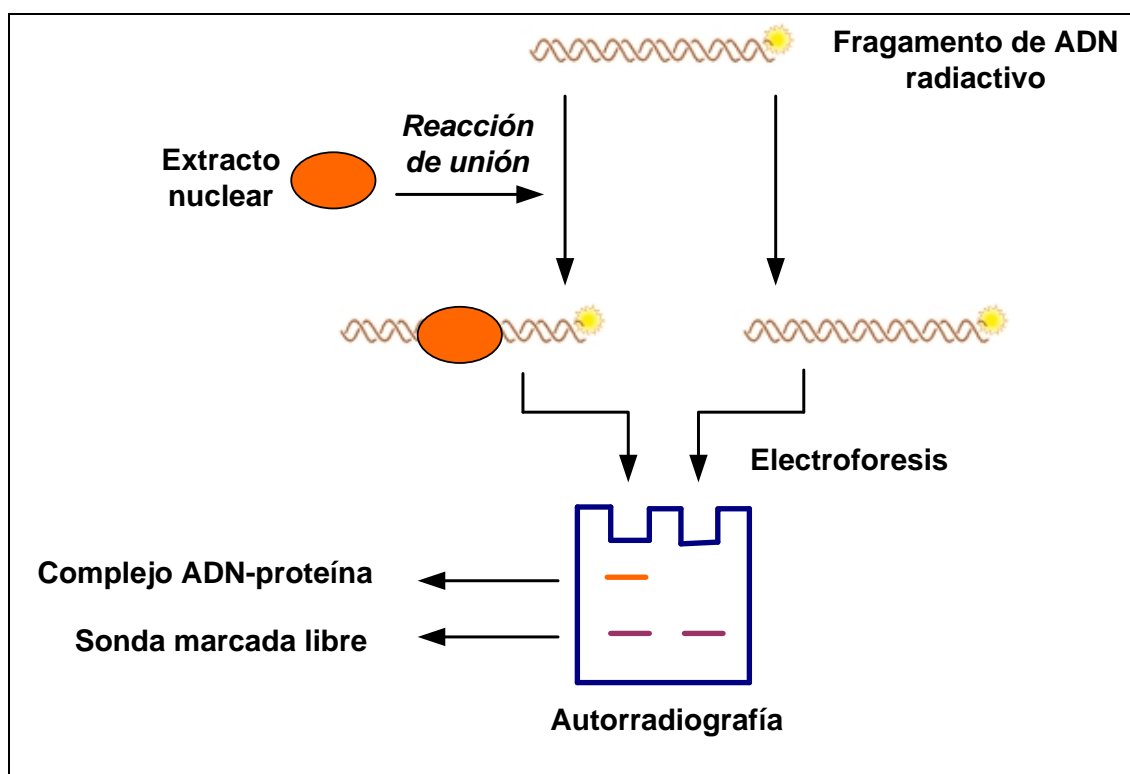 Fragamento de ADN
radiactivo
Reacción
de unión
Extracto
nuclear
Electroforesis
Complejo ADN-proteína
Sonda marcada libre
Autorradiografía